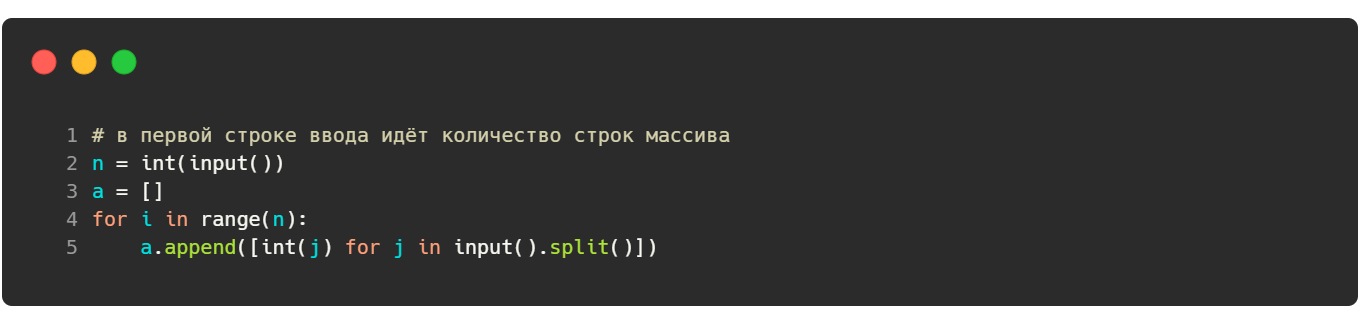 1 # в первой строке ввода идёт количество строк массива
2 n = int(input())
3 a = []
4 for i in range(n):
5     a.append([int(j) for j in input().split()])